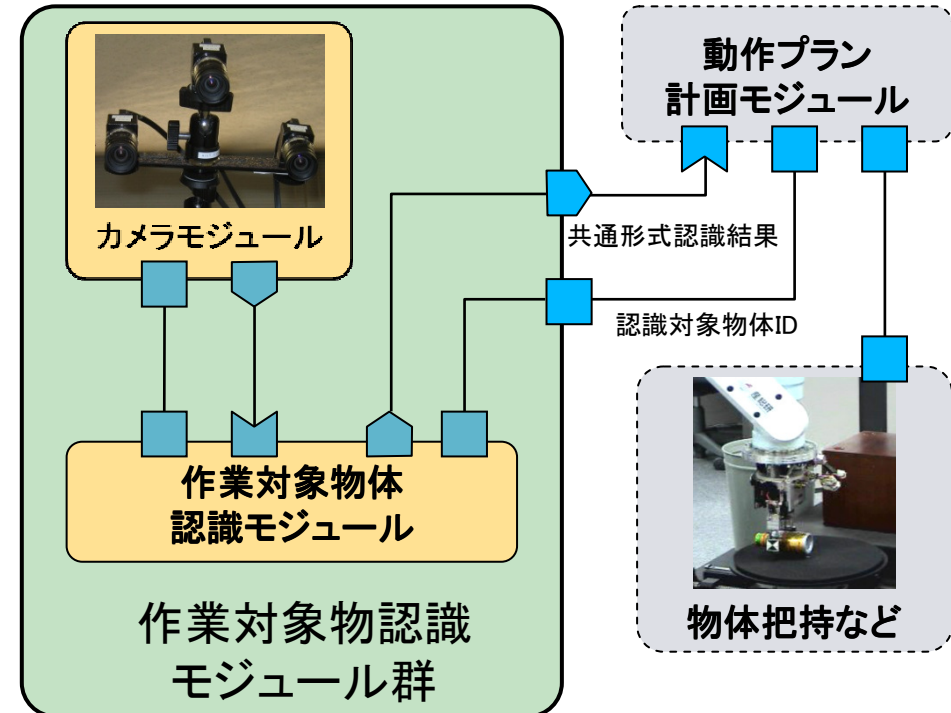 カメラモジュール
作業対象物体
認識モジュール
作業対象物認識
モジュール群
動作プラン
計画モジュール
共通形式認識結果
認識対象物体ID
産総研
物体把持など